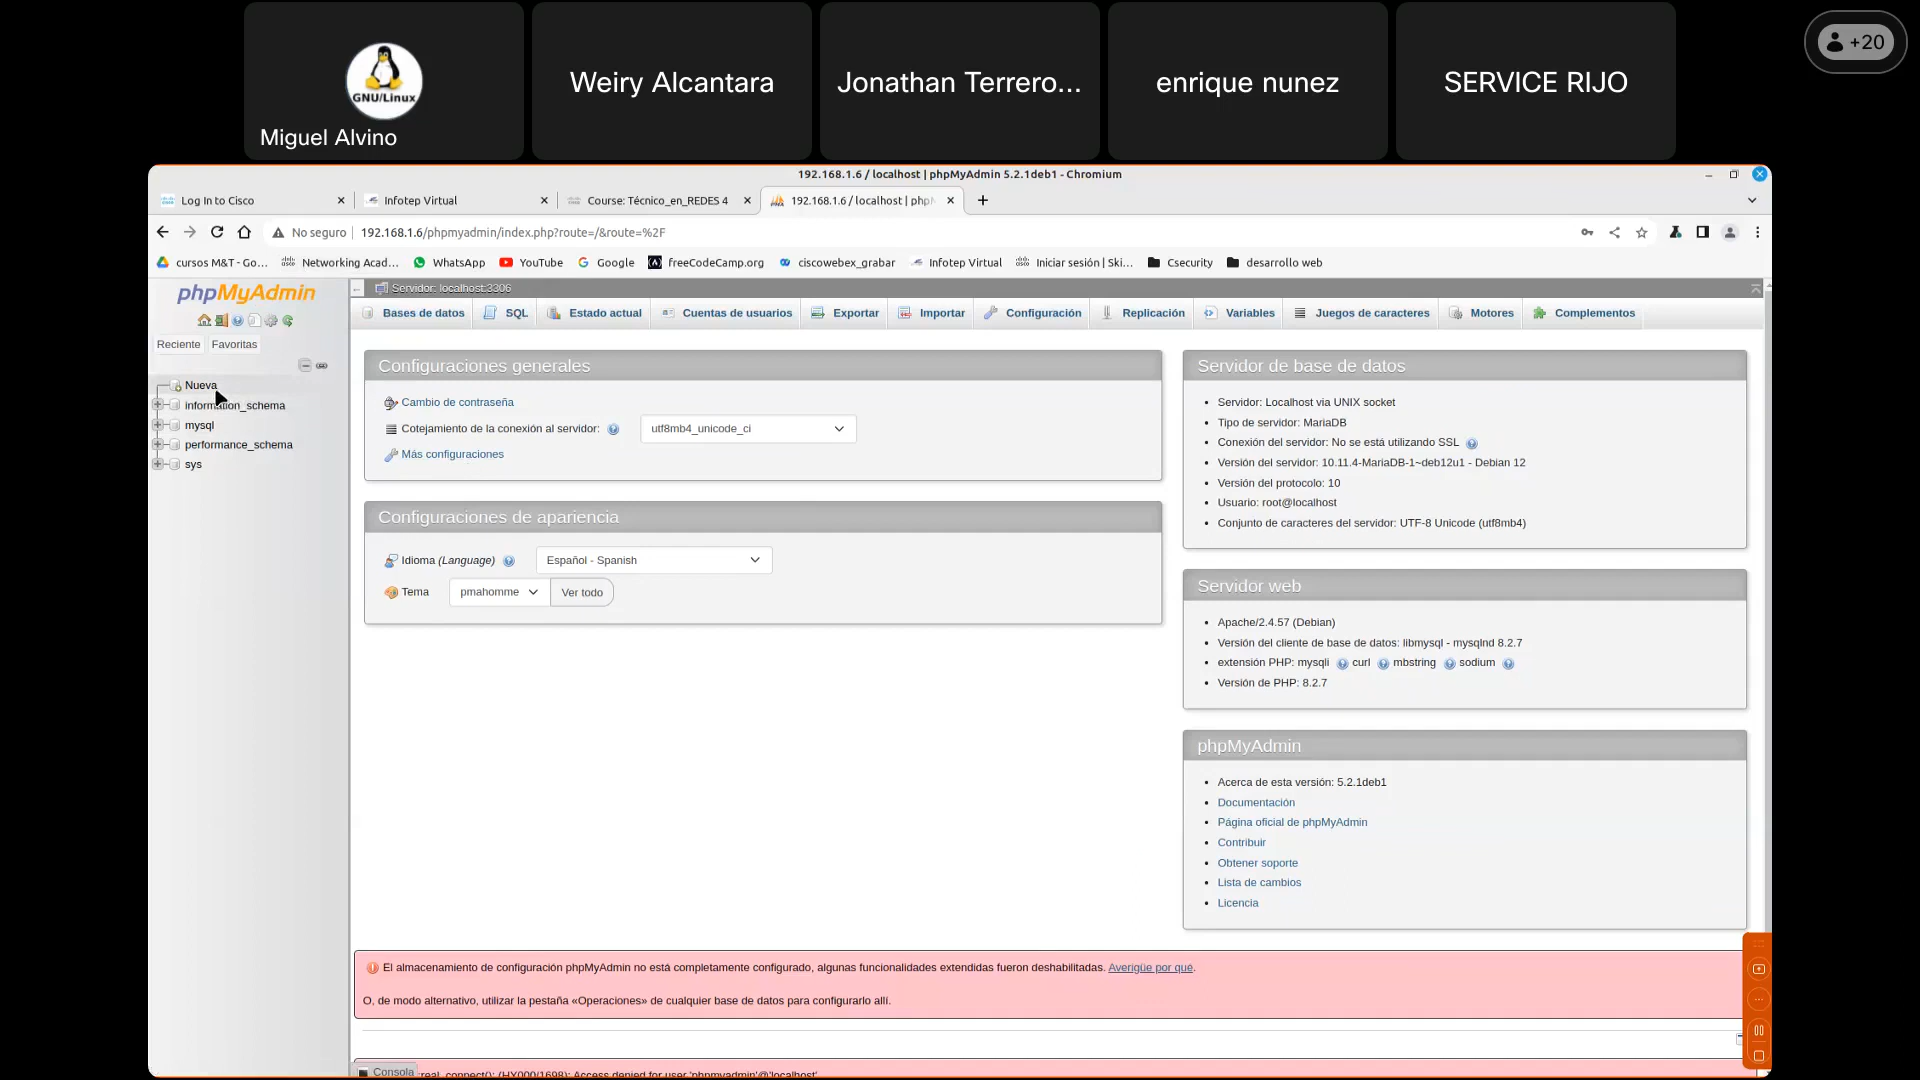 GNU/Linux
Miguel Alvino
Weiry Alcantara
Jonathan Terrero...
enrique nunez
SERVICE RIJO
+20
192.168.1.6 / localhost | phpMyAdmin 5.2.1deb1 - Chromium
Log In to Cisco
Infotep Virtual
Course: Técnico_en_REDES 4
192.168.1.6 / localhost | phpM
No seguro
192.168.1.6/phpmyadmin/index.php?route=/&route=%2F
cursos M&T - Go...
Networking Acad...
WhatsApp
YouTube
Google
freeCodeCamp.org
ciscowebex_grabar
Infotep Virtual
Iniciar sesión | Ski...
Csecurity
desarrollo web
phpMyAdmin
Reciente
Favoritas
Nueva
information_schema
mysql
performance_schema
sys
Servidor: localhost:3306
Bases de datos
SQL
Estado actual
Cuentas de usuarios
Exportar
Importar
Configuración
Replicación
Variables
Juegos de caracteres
Motores
Complementos
Configuraciones generales
Cambio de contraseña
Cotejamiento de la conexión al servidor:
utf8mb4_unicode_ci
Más configuraciones
Configuraciones de apariencia
Idioma (Language)
Español - Spanish
Tema
pmahomme
Ver todo
Servidor de base de datos
Servidor: Localhost via UNIX socket
Tipo de servidor: MariaDB
Conexión del servidor: No se está utilizando SSL
Versión del servidor: 10.11.4-MariaDB-1~deb12u1 - Debian 12
Versión del protocolo: 10
Usuario: root@localhost
Conjunto de caracteres del servidor: UTF-8 Unicode (utf8mb4)
Servidor web
Apache/2.4.57 (Debian)
Versión del cliente de base de datos: libmysql - mysqlnd 8.2.7
extensión PHP: mysqli curl mbstring sodium
Versión de PHP: 8.2.7
phpMyAdmin
Acerca de esta versión: 5.2.1deb1
Documentación
Página oficial de phpMyAdmin
Contribuir
Obtener soporte
Lista de cambios
Licencia
El almacenamiento de configuración phpMyAdmin no está completamente configurado, algunas funcionalidades extendidas fueron deshabilitadas. Averigüe por qué.
O, de modo alternativo, utilizar la pestaña «Operaciones» de cualquier base de datos para configurarlo allí.
Consola
real_connect(): (HY000/1698): Access denied for user 'phpmyadmin'@'localhost'